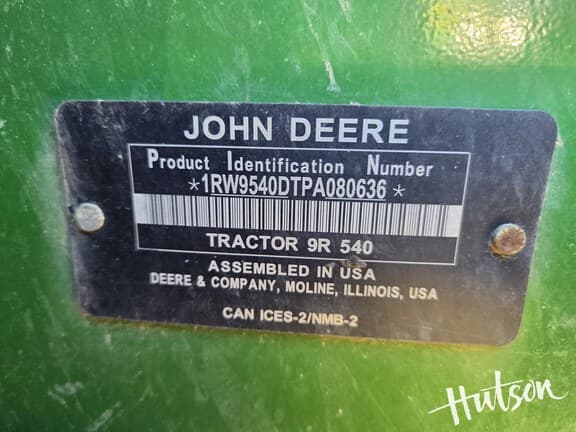 JOHN DEERE
Product Identification Number
*1RW9540DTPA080636*
TRACTOR 9R 540
ASSEMBLED IN USA
DEERE & COMPANY, MOLINE, ILLINOIS, USA
CAN ICES-2/NMB-2
Hutson